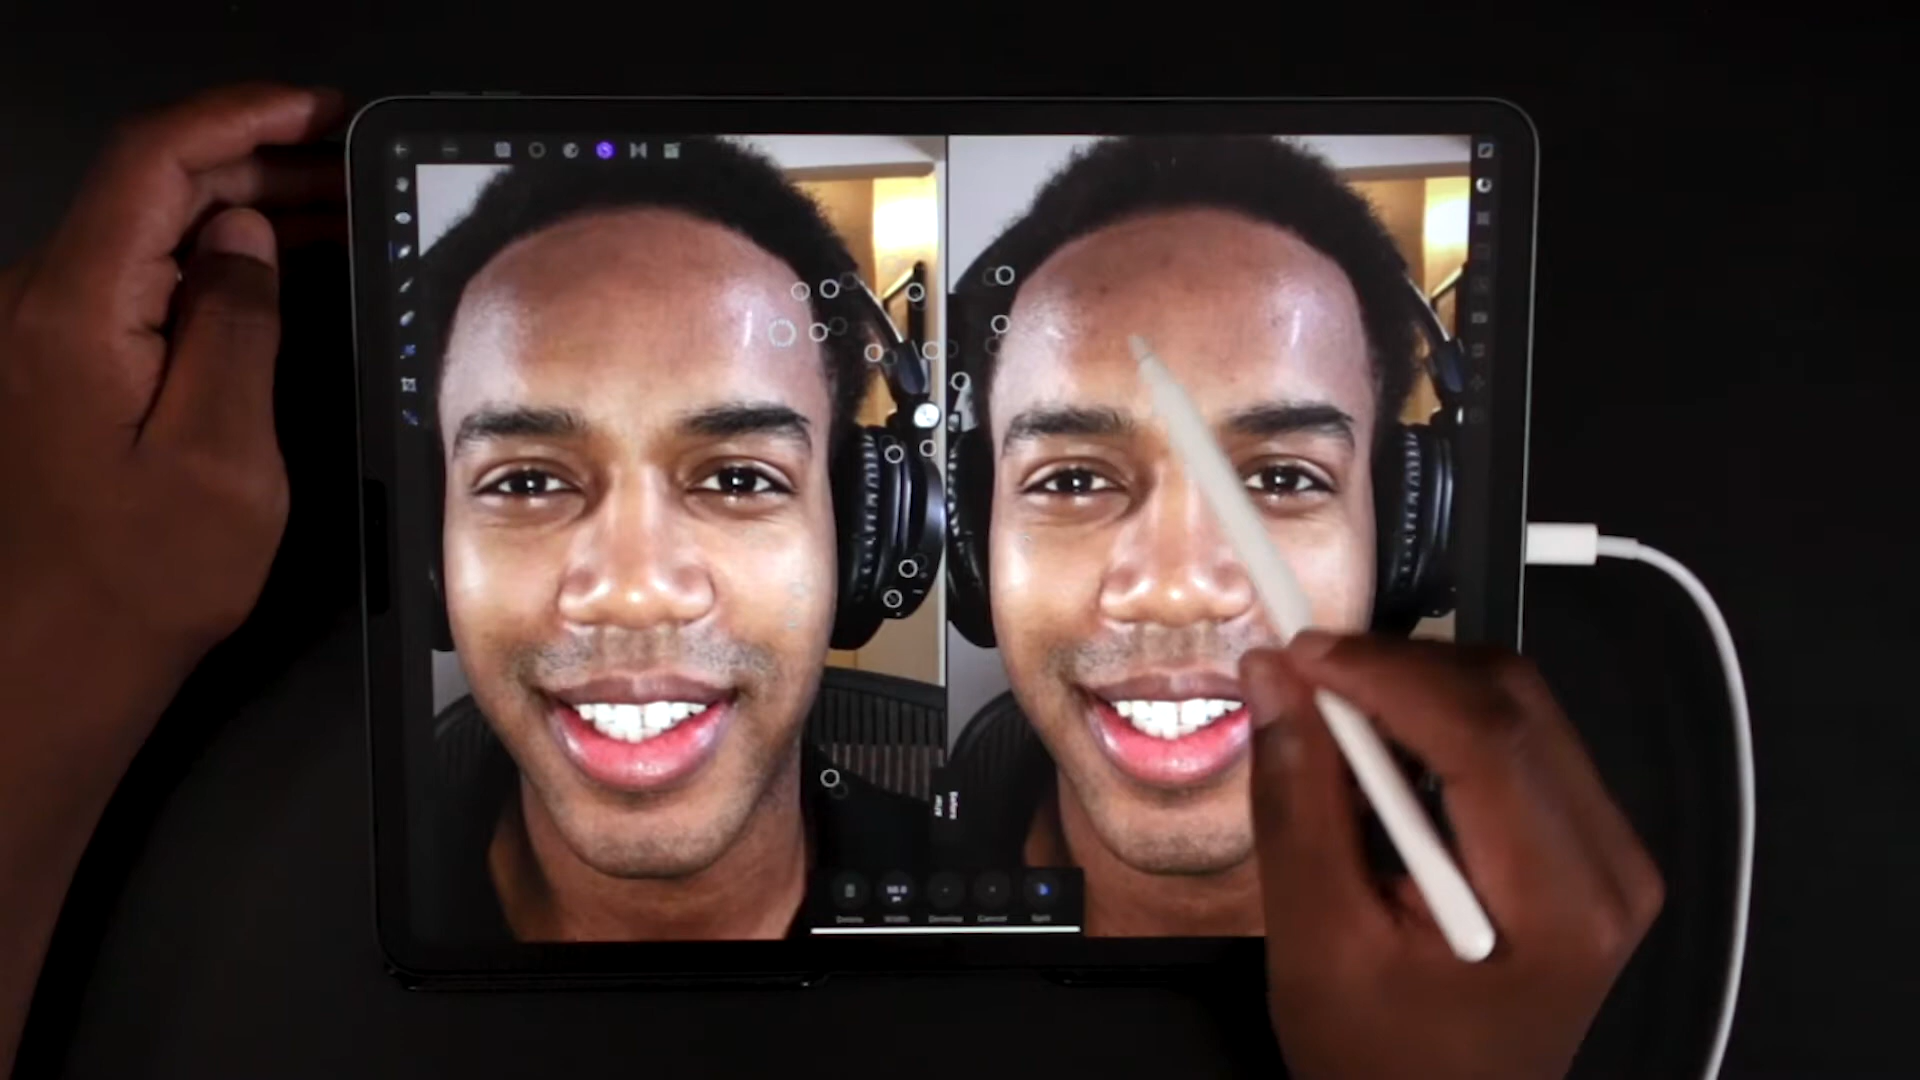 After
Before
Delete
Width
Develop
Cancel
Split